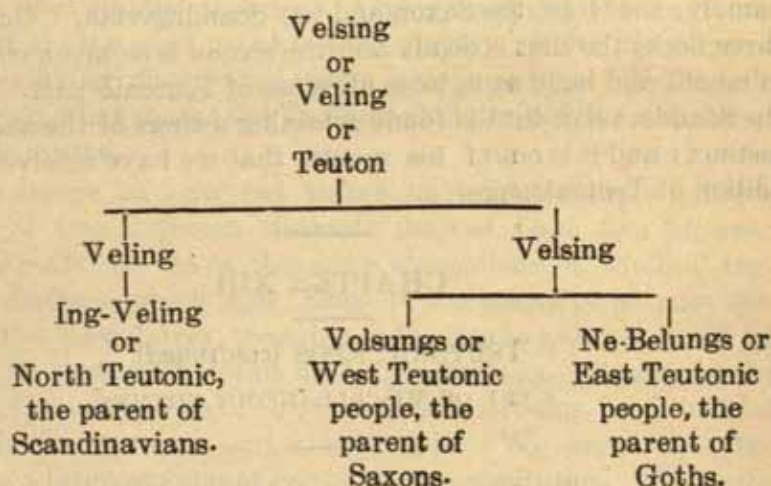 Velsing
or
Veling
or
Teuton
Veling
Velsing
Ing-Veling
or
North Teutonic,
the parent of
Scandinavians.
Volsungs or
West Teutonic
people, the
parent of
Saxons.
Ne-Belungs or
East Teutonic
people, the
parent of
Goths.